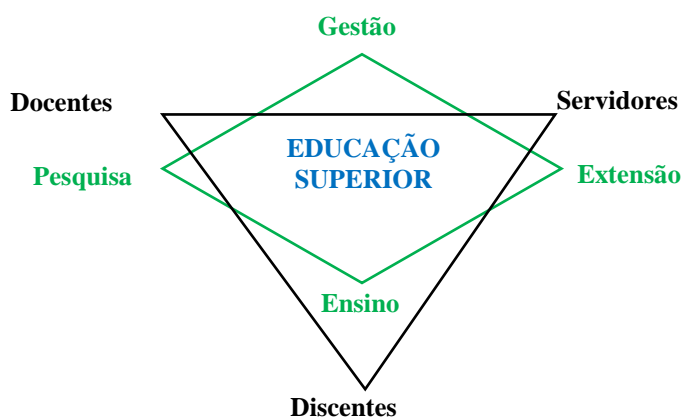 Gestão
Docentes
Servidores
EDUCAÇÃO
SUPERIOR
Pesquisa
Extensão
Ensino
Discentes